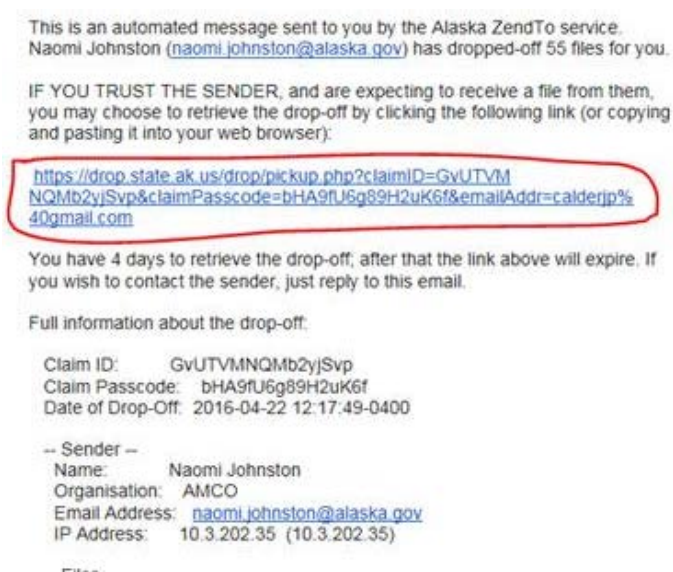 This is an automated message sent to you by the Alaska ZendTo service.
Naomi Johnston (naomi.johnston@alaska.gov) has dropped-off 55 files for you.
IF YOU TRUST THE SENDER, and are expecting to receive a file from them,
you may choose to retrieve the drop-off by clicking the following link (or copying
and pasting it into your web browser):
https://drop.state.ak.us/drop/pickup.php?claimID=GvUTVM
NQMb2yjSvp&claimPasscode=bHA9fU6g89H2uK6f&emailAddr=calderjp%
40gmail.com
You have 4 days to retrieve the drop-off; after that the link above will expire. If
you wish to contact the sender, just reply to this email.
Full information about the drop-off:
Claim ID: GvUTVMNQMb2yjSvp
Claim Passcode: bHA9fU6g89H2uK6f
Date of Drop-Off: 2016-04-22 12:17:49-0400
-- Sender --
Name: Naomi Johnston
Organisation: AMCO
Email Address: naomi.johnston@alaska.gov
IP Address: 10.3.202.35 (10.3.202.35)